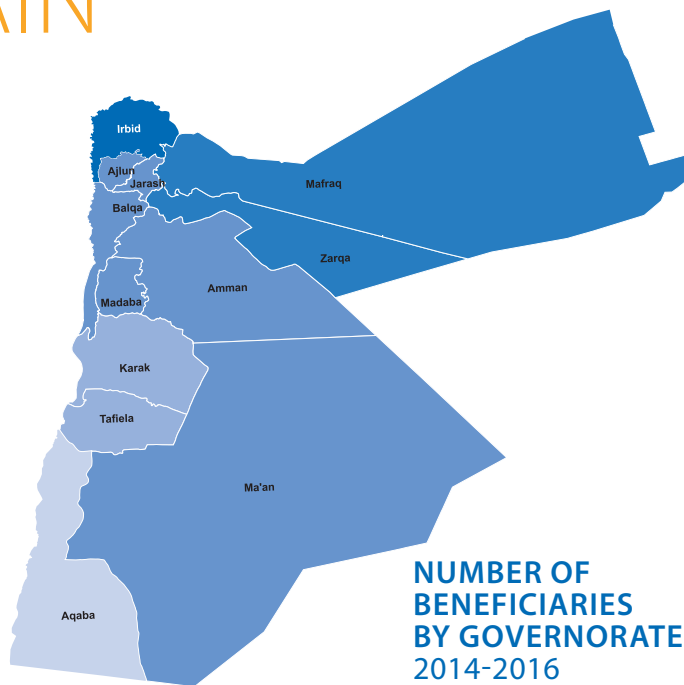 AIN
Irbid
Ajlun
Jarash
Mafraq
Balqa
Zarqa
Amman
Madaba
Karak
Tafiela
Ma'an
Aqaba
NUMBER OF
BENEFICIARIES
BY GOVERNORATE
2014-2016